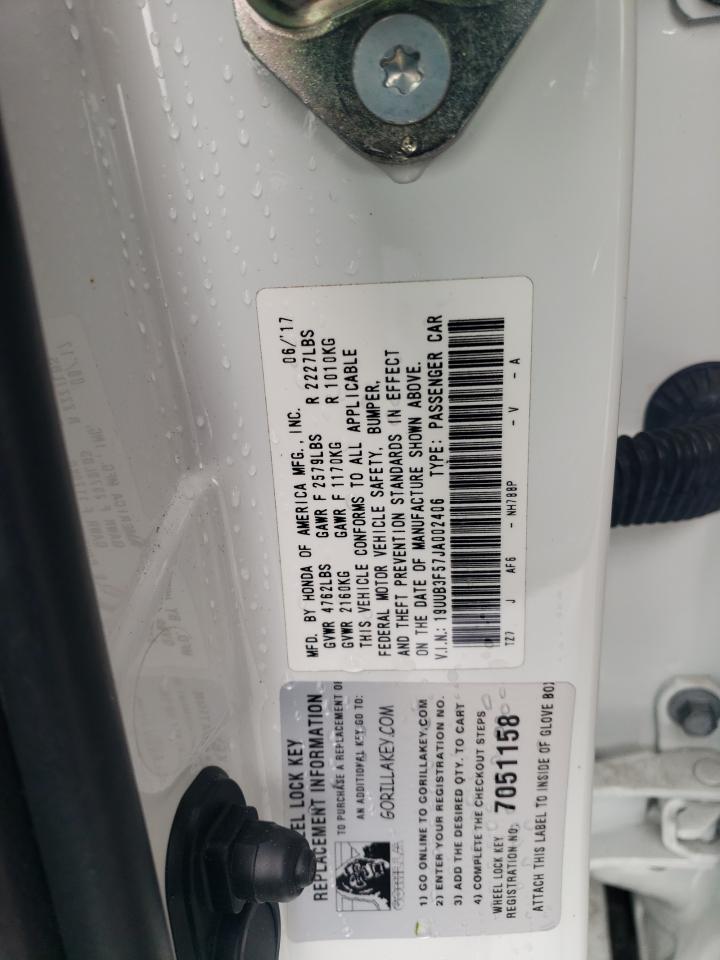 MFD. BY HONDA OF AMERICA MFG., INC. 06/'17
GVWR 4762LBS GAWR F 2579LBS R 2227LBS
GVWR 2160KG GAWR F 1170KG R 1010KG
THIS VEHICLE CONFORMS TO ALL APPLICABLE
FEDERAL MOTOR VEHICLE SAFETY, BUMPER,
AND THEFT PREVENTION STANDARDS IN EFFECT
ON THE DATE OF MANUFACTURE SHOWN ABOVE.
V.I.N.: 19UUB3F57JA002406 TYPE: PASSENGER CAR
TZ7 J AF6 - NH788P - V - A
LOCK KEY
REPLACEMENT INFORMATION
TO PURCHASE A REPLACEMENT OR
AN ADDITIONAL KEY GO TO:
GORILLAKEY.COM
GORILLA
1) GO ONLINE TO GORILLAKEY.COM
2) ENTER YOUR REGISTRATION NO.
3) ADD THE DESIRED QTY. TO CART
4) COMPLETE THE CHECKOUT STEPS
WHEEL LOCK KEY
REGISTRATION NO. 7051158
ATTACH THIS LABEL TO INSIDE OF GLOVE BOX